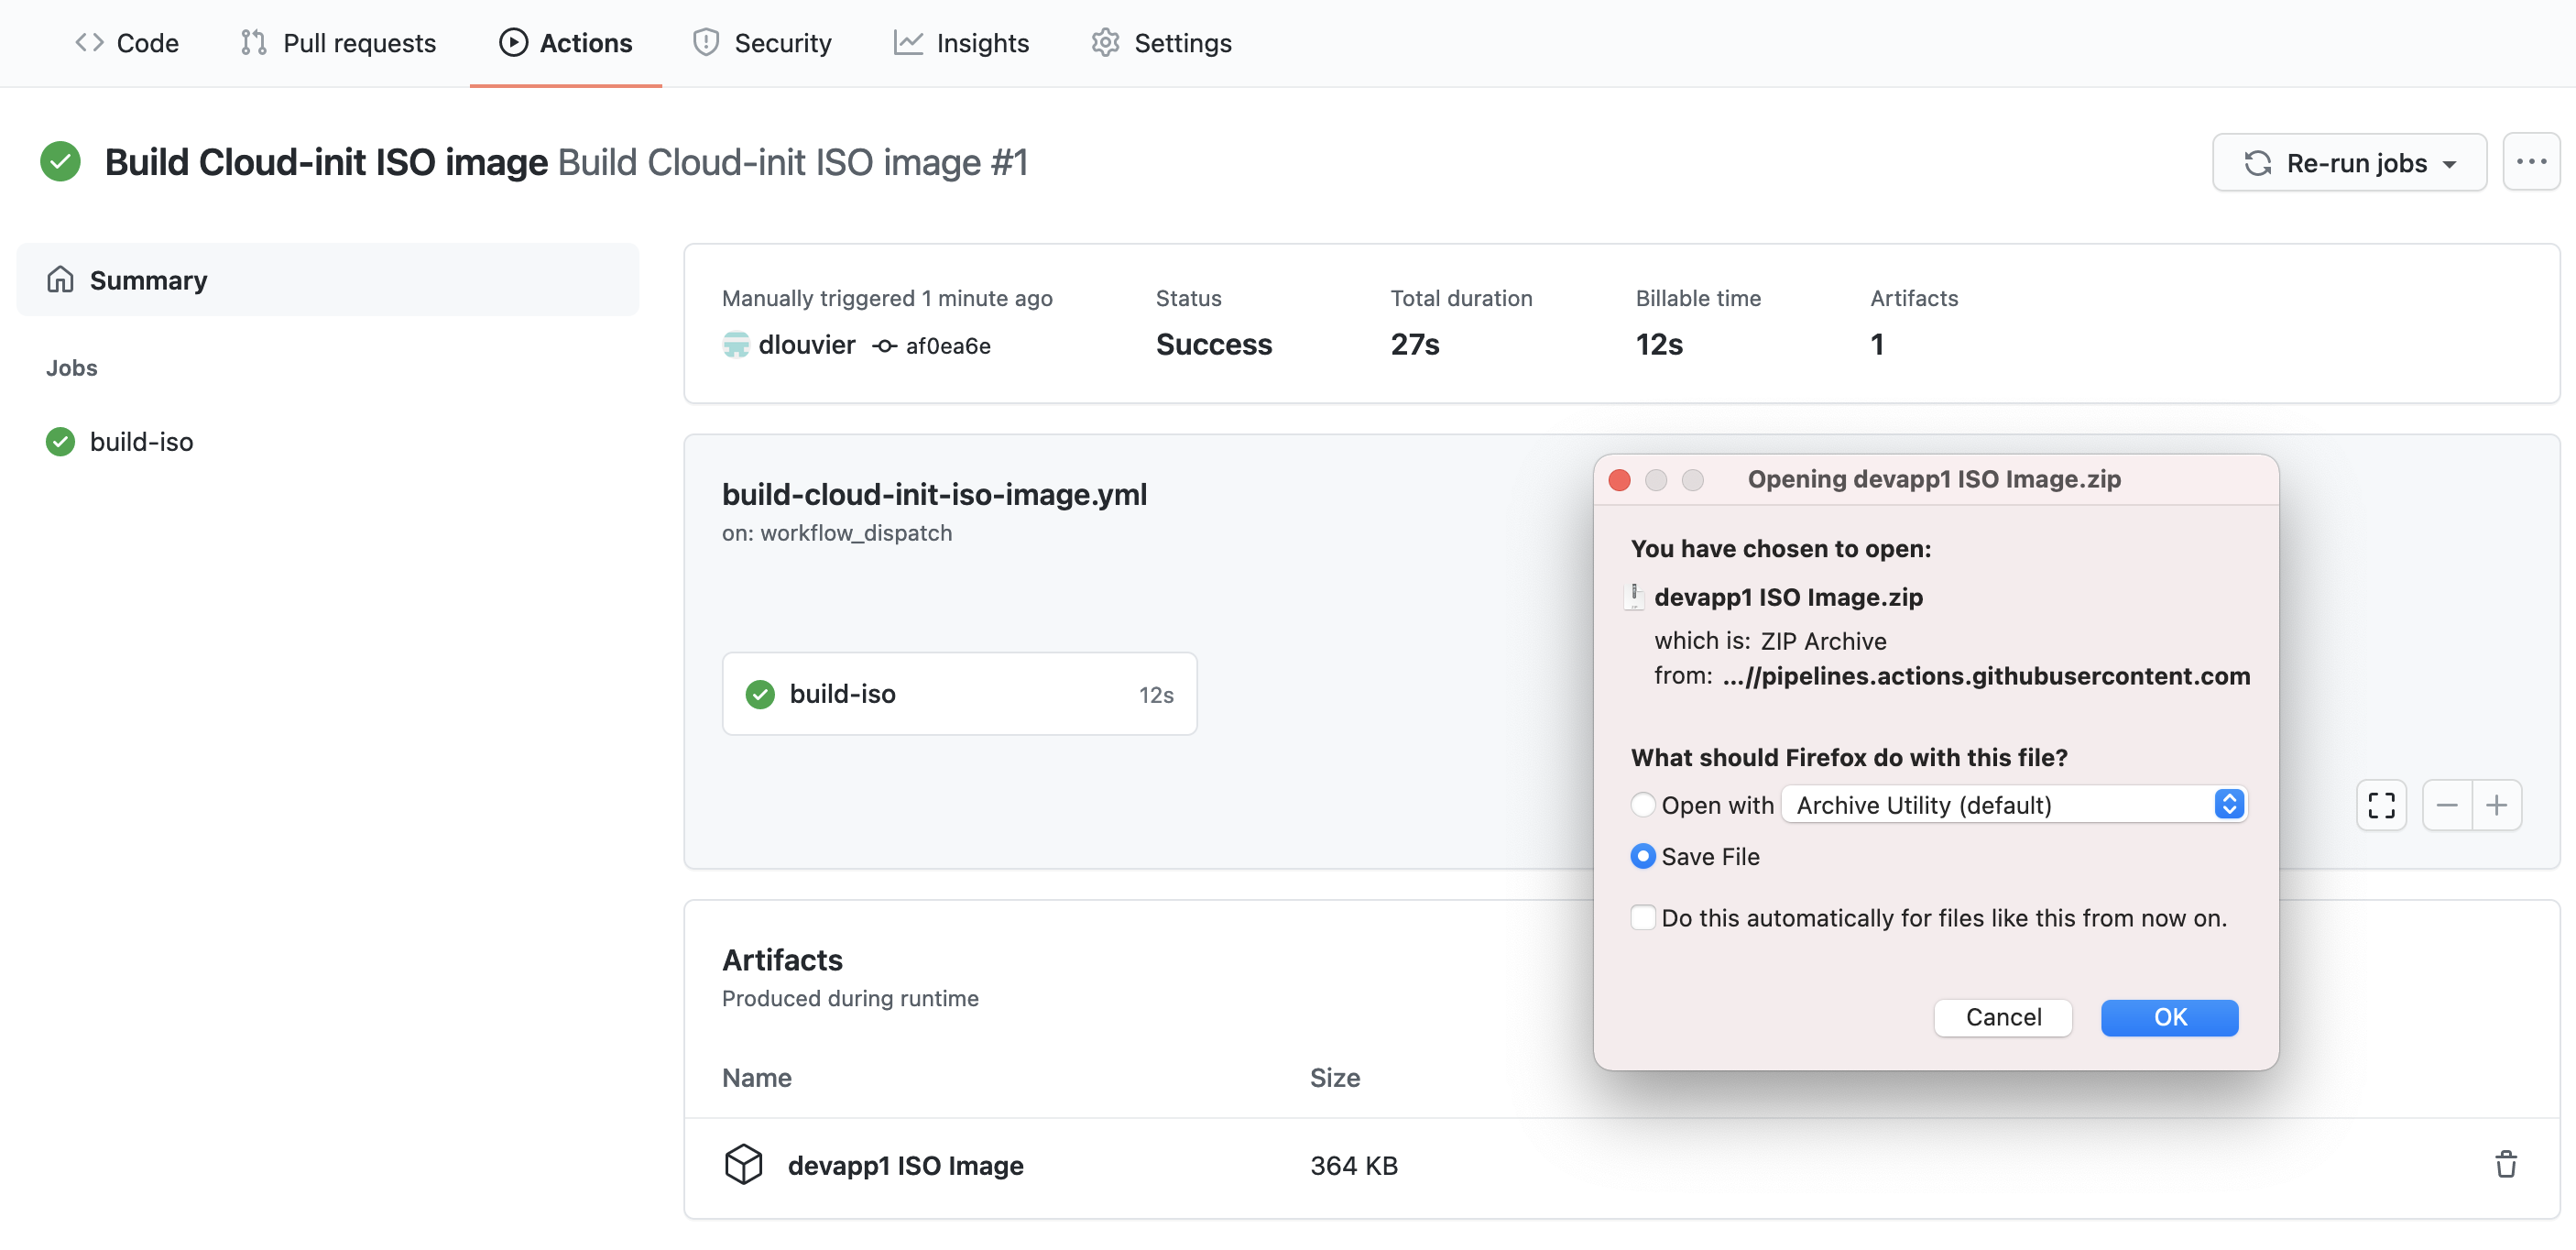 Code Pull requests Actions Security Insights Settings
Build Cloud-init ISO image Build Cloud-init ISO image #1
Re-run jobs
Summary
Jobs
build-iso
Manually triggered 1 minute ago Status Total duration Billable time Artifacts
dlouvier af0ea6e Success 27s 12s 1
build-cloud-init-iso-image.yml
on: workflow_dispatch
build-iso 12s
Opening devapp1 ISO Image.zip
You have chosen to open:
devapp1 ISO Image.zip
which is: ZIP Archive
from: ...//pipelines.actions.githubusercontent.com
What should Firefox do with this file?
Open with Archive Utility (default)
Save File
Do this automatically for files like this from now on.
Cancel OK
Artifacts
Produced during runtime
Name Size
devapp1 ISO Image 364 KB